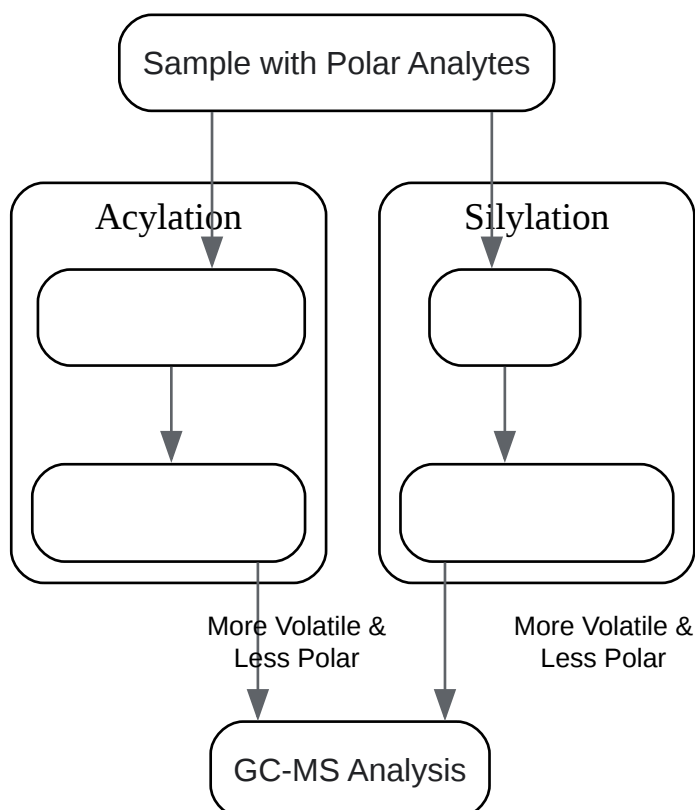 Sample with Polar Analytes
Acylation
Silylation
More Volatile &
Less Polar
More Volatile &
Less Polar
GC-MS Analysis